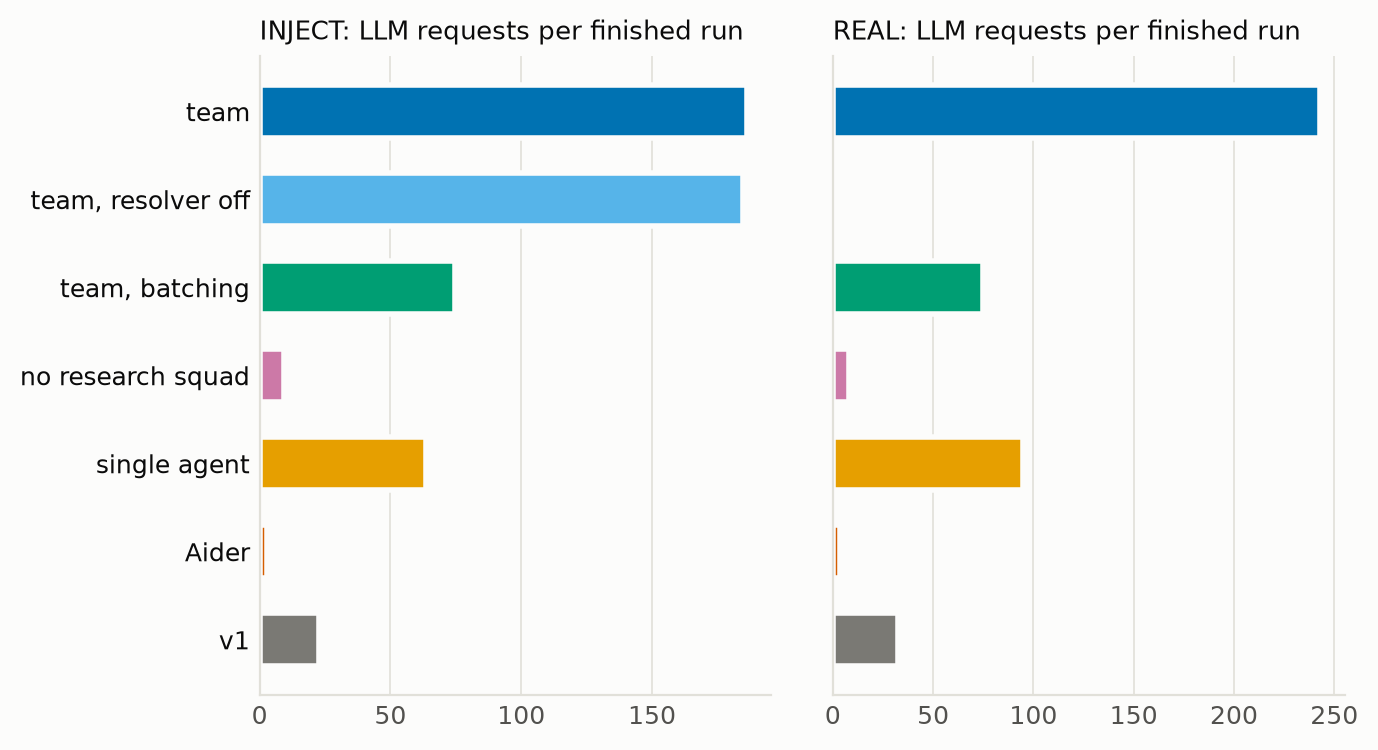 INJECT: LLM requests per finished run
REAL: LLM requests per finished run
team
team, resolver off
team, batching
no research squad
single agent
Aider
v1
0 50 100 150
0 50 100 150 200 250